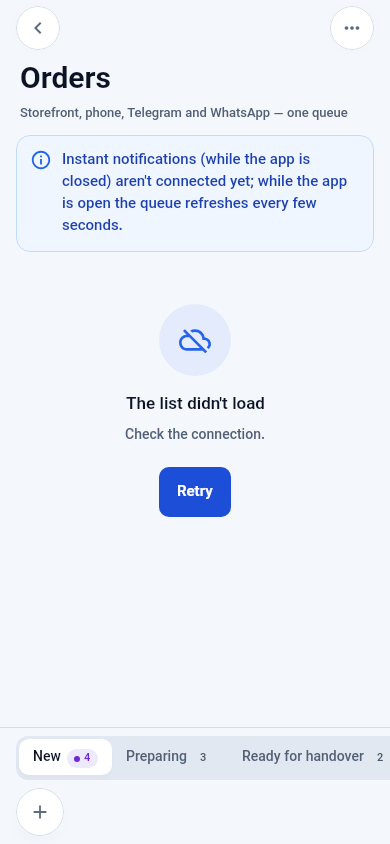 Orders
Storefront, phone, Telegram and WhatsApp — one queue
Instant notifications (while the app is
closed) aren't connected yet; while the app
is open the queue refreshes every few
seconds.
The list didn't load
Check the connection.
Retry
New 4 Preparing 3 Ready for handover 2